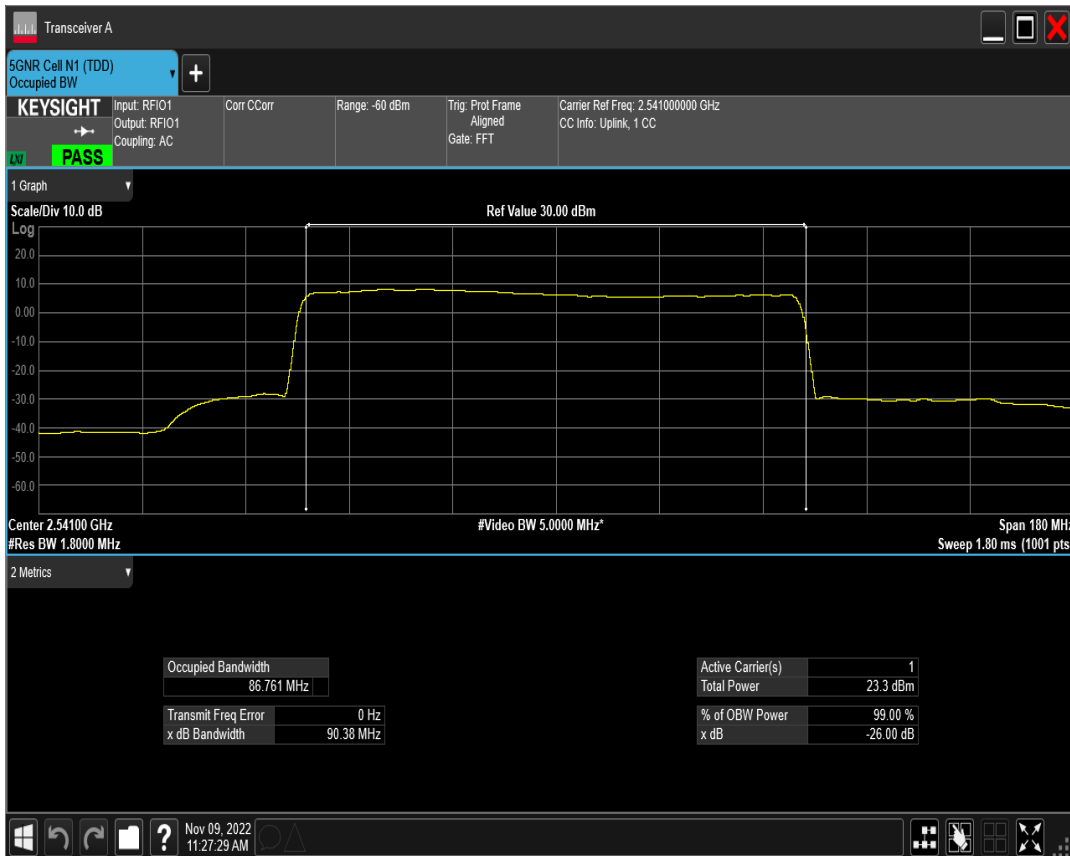 Transceiver A
5GNR Cell N1 (TDD)
Occupied BW
+
KEYSIGHT
LXI
PASS
Input: RFIO1
Output: RFIO1
Coupling: AC
Corr CCorr
Range: -60 dBm
Trig: Prot Frame
Aligned
Gate: FFT
Carrier Ref Freq: 2.541000000 GHz
CC Info: Uplink, 1 CC
1 Graph
Scale/Div 10.0 dB
Ref Value 30.00 dBm
Log
20.0
10.0
0.00
-10.0
-20.0
-30.0
-40.0
-50.0
-60.0
Center 2.54100 GHz
#Video BW 5.0000 MHz*
Span 180 MHz
#Res BW 1.8000 MHz
Sweep 1.80 ms (1001 pts
2 Metrics
Occupied Bandwidth
86.761 MHz
Transmit Freq Error 0 Hz
x dB Bandwidth 90.38 MHz
Active Carrier(s) 1
Total Power 23.3 dBm
% of OBW Power 99.00 %
x dB -26.00 dB
?
Nov 09, 2022
11:27:29 AM